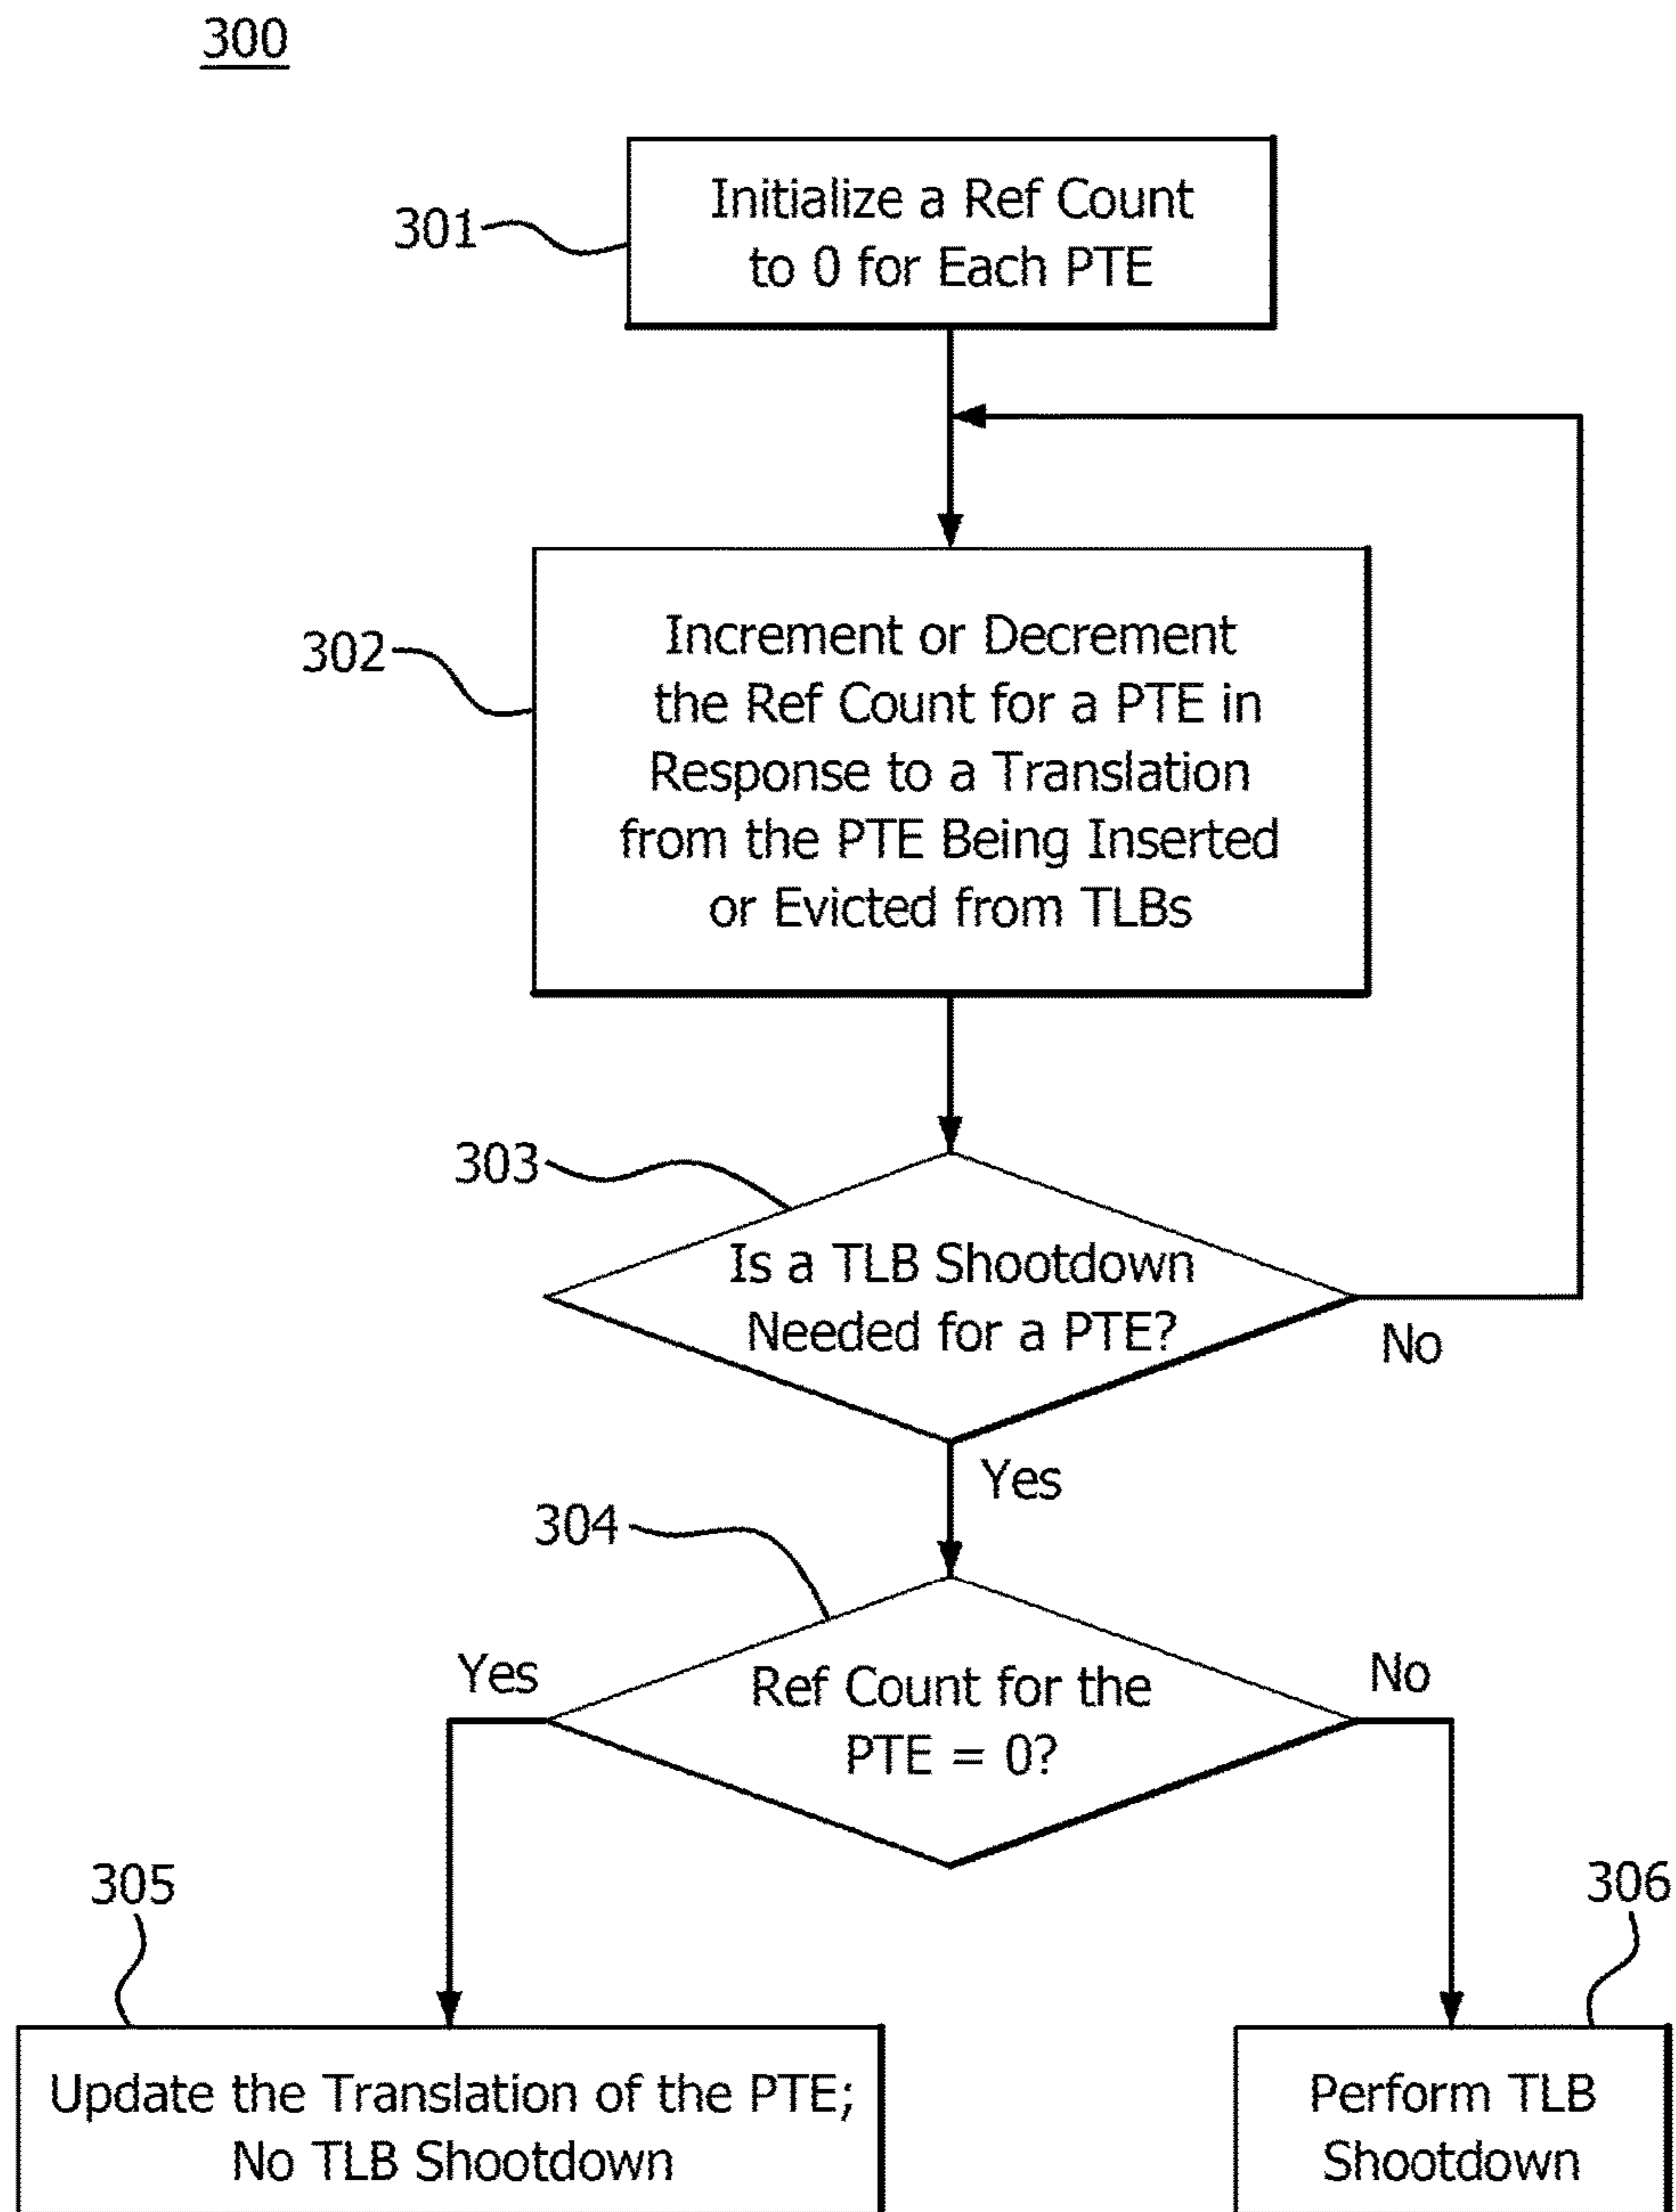 300
301
Initialize a Ref Count
to 0 for Each PTE
302
Increment or Decrement
the Ref Count for a PTE in
Response to a Translation
from the PTE Being Inserted
or Evicted from TLBs
303
Is a TLB Shootdown
Needed for a PTE?
No
Yes
304
Yes
Ref Count for the
PTE = 0?
No
305
306
Update the Translation of the PTE;
No TLB Shootdown
Perform TLB
Shootdown